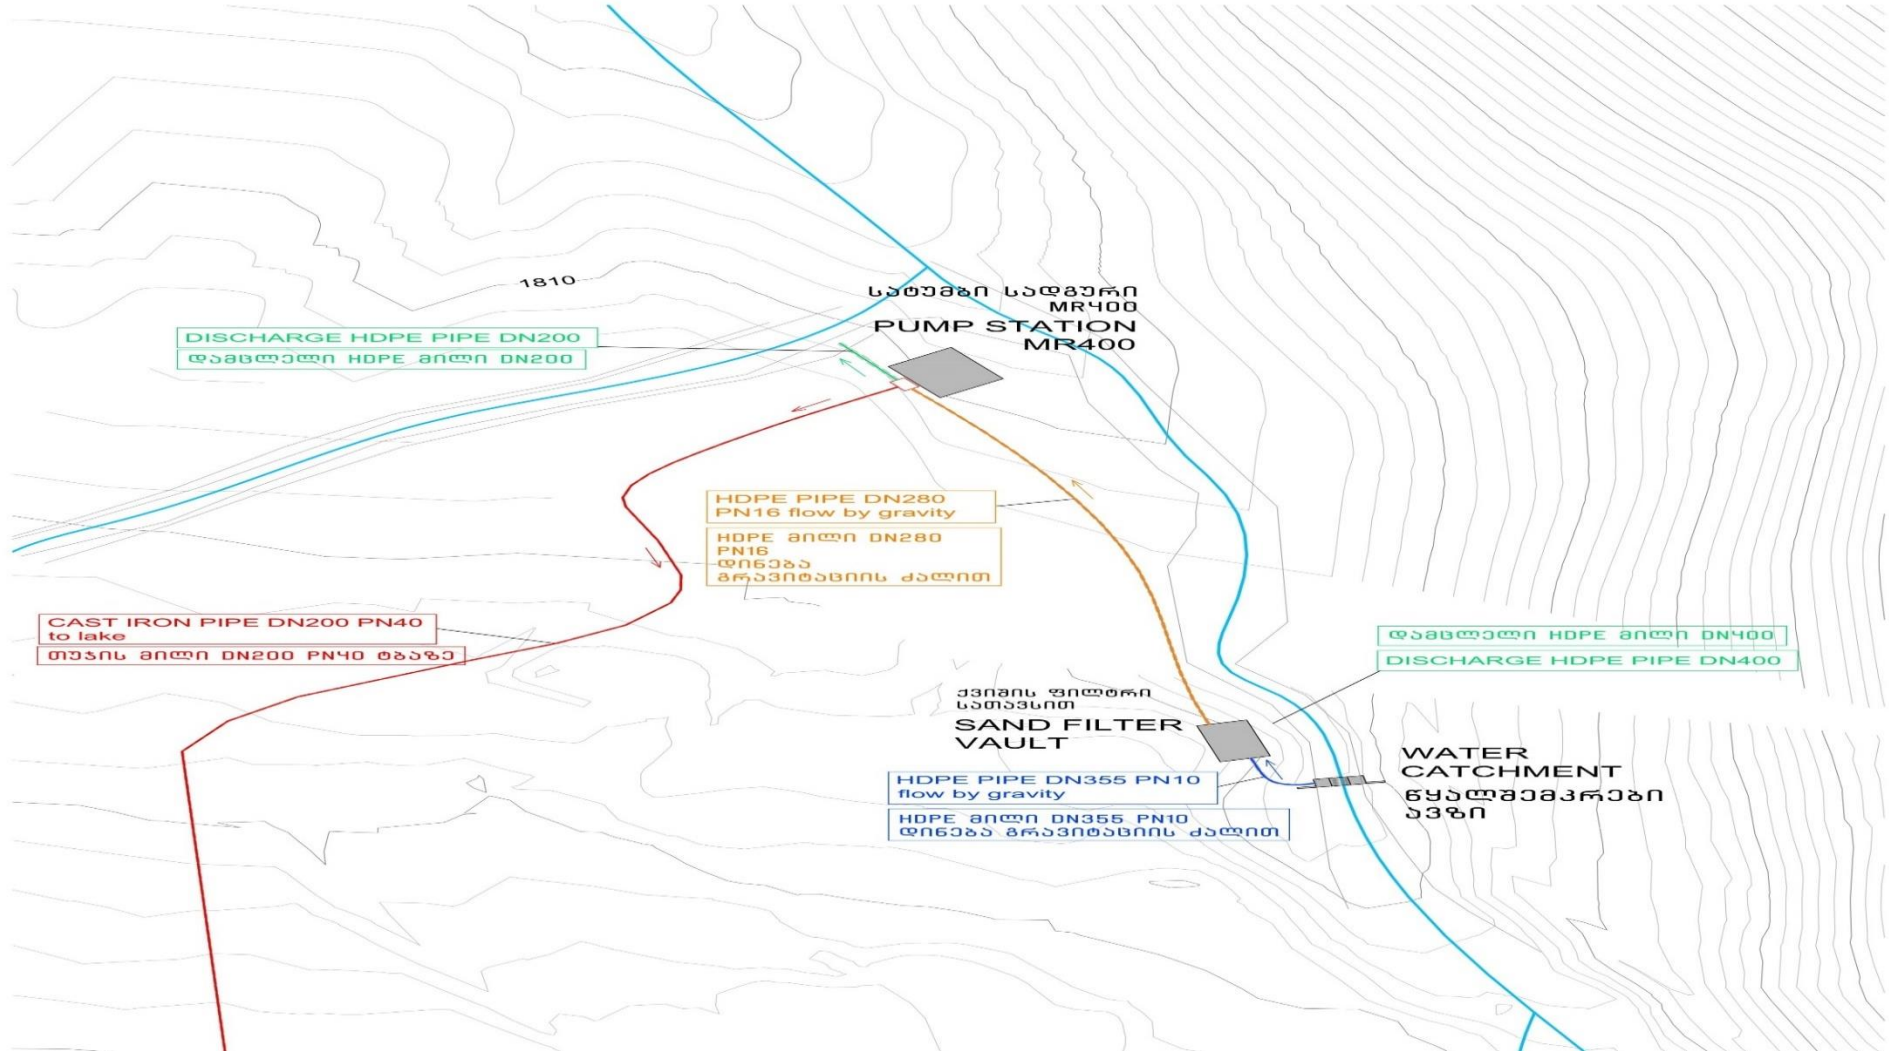 1810
სატუმბი სადგური
MR400
PUMP STATION
MR400
DISCHARGE HDPE PIPE DN200
დამცლელი HDPE მილი DN200
HDPE PIPE DN280
PN16 flow by gravity
HDPE მილი DN280
PN16
დინება
გრავიტაციის ძალით
CAST IRON PIPE DN200 PN40
to lake
თუჯის მილი DN200 PN40 ტბაზე
დამცლელი HDPE მილი DN400
DISCHARGE HDPE PIPE DN400
ქვიშის ფილტრი
სათავსით
SAND FILTER
VAULT
WATER
CATCHMENT
წყალშემკრები
ავზი
HDPE PIPE DN355 PN10
flow by gravity
HDPE მილი DN355 PN10
დინება გრავიტაციის ძალით